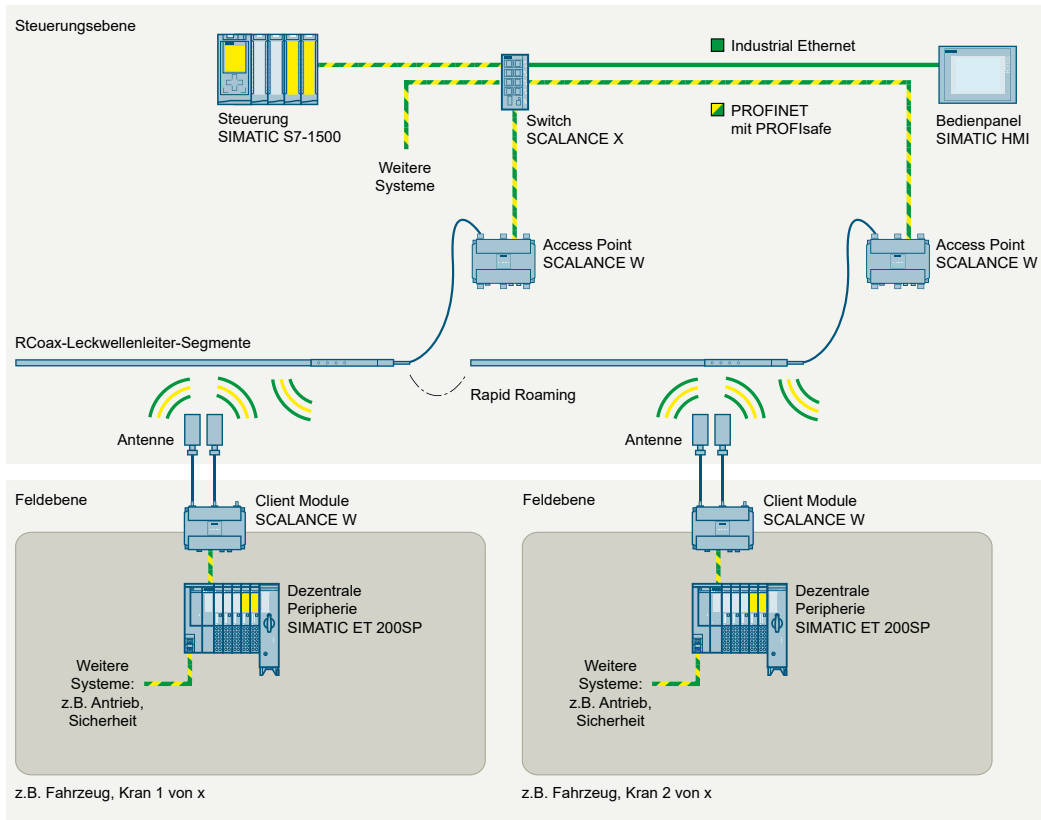 Steuerungsebene
Industrial Ethernet
Steuerung
SIMATIC S7-1500
Switch
SCALANCE X
PROFINET
mit PROFIsafe
Bedienpanel
SIMATIC HMI
Weitere
Systeme
Access Point
SCALANCE W
Access Point
SCALANCE W
RCoax-Leckwellenleiter-Segmente
Rapid Roaming
Antenne
Antenne
Feldebene
Client Module
SCALANCE W
Dezentrale
Peripherie
SIMATIC ET 200SP
Weitere
Systeme:
z.B. Antrieb,
Sicherheit
z.B. Fahrzeug, Kran 1 von x
Feldebene
Client Module
SCALANCE W
Dezentrale
Peripherie
SIMATIC ET 200SP
Weitere
Systeme:
z.B. Antrieb,
Sicherheit
z.B. Fahrzeug, Kran 2 von x